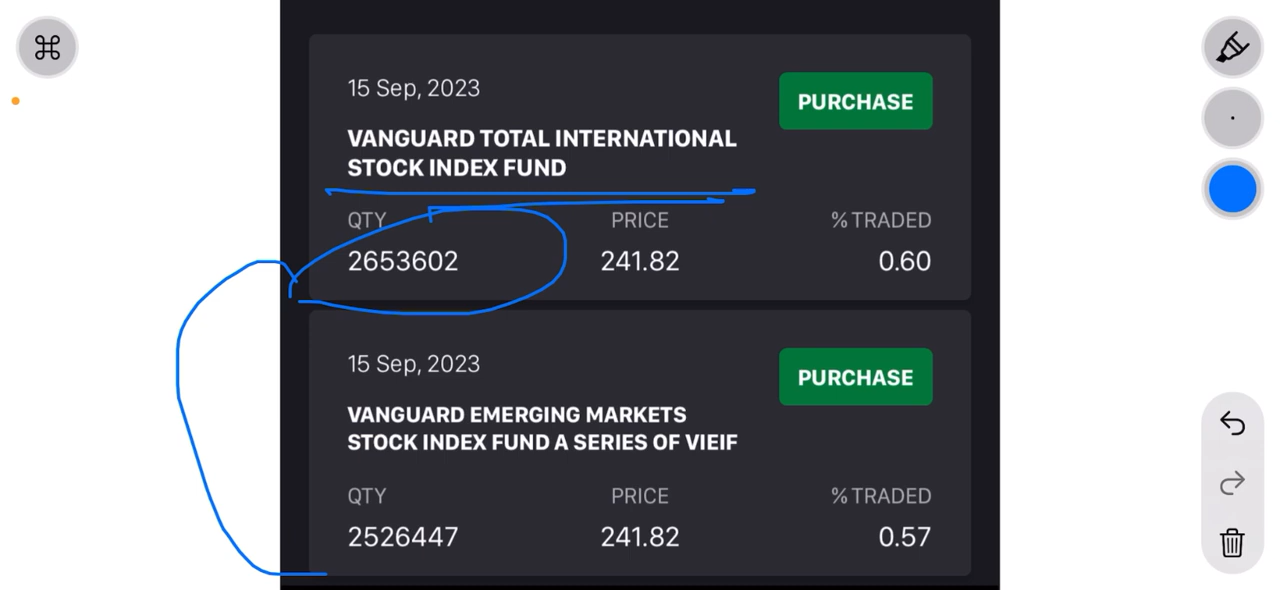 15 Sep, 2023
PURCHASE
VANGUARD TOTAL INTERNATIONAL
STOCK INDEX FUND
QTY PRICE % TRADED
2653602 241.82 0.60
15 Sep, 2023
PURCHASE
VANGUARD EMERGING MARKETS
STOCK INDEX FUND A SERIES OF VIEIF
QTY PRICE % TRADED
2526447 241.82 0.57